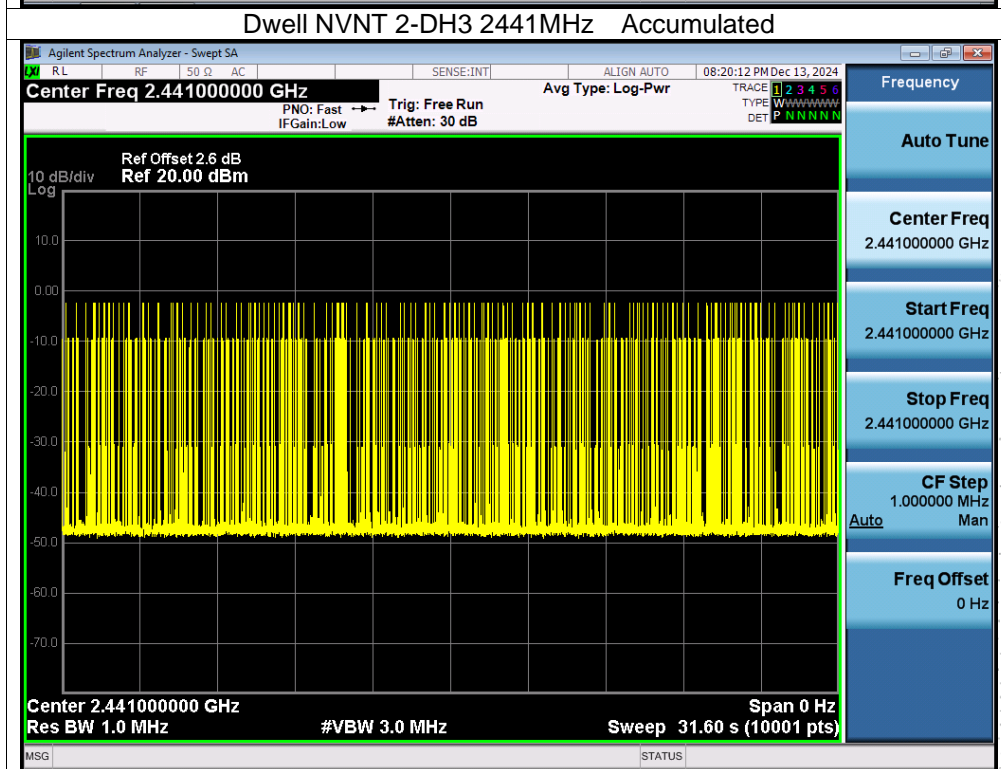 Dwell NVNT 2-DH3 2441MHz Accumulated
Agilent Spectrum Analyzer - Swept SA
LXI RL RF 50 Ω AC SENSE:INT ALIGN AUTO 08:20:12 PM Dec 13, 2024
Center Freq 2.441000000 GHz
PNO: Fast
IFGain:Low
Trig: Free Run
#Atten: 30 dB
Avg Type: Log-Pwr
TRACE 1 2 3 4 5 6
TYPE WWWWWW
DET P N N N N N
Ref Offset 2.6 dB
10 dB/div Ref 20.00 dBm
Log
10.0
0.00
-10.0
-20.0
-30.0
-40.0
-50.0
-60.0
-70.0
Center 2.441000000 GHz Span 0 Hz
Res BW 1.0 MHz #VBW 3.0 MHz Sweep 31.60 s (10001 pts)
MSG STATUS
Frequency
Auto Tune
Center Freq
2.441000000 GHz
Start Freq
2.441000000 GHz
Stop Freq
2.441000000 GHz
CF Step
1.000000 MHz
Auto Man
Freq Offset
0 Hz